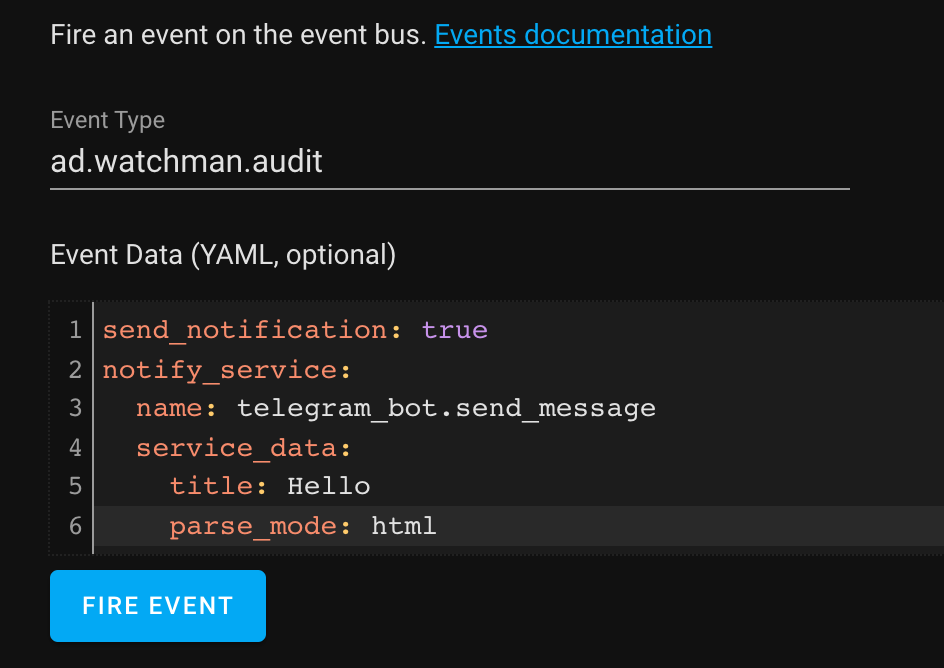 Fire an event on the event bus. Events documentation
Event Type
ad.watchman.audit
Event Data (YAML, optional)
1 send_notification: true
2 notify_service:
3   name: telegram_bot.send_message
4   service_data:
5     title: Hello
6     parse_mode: html
FIRE EVENT